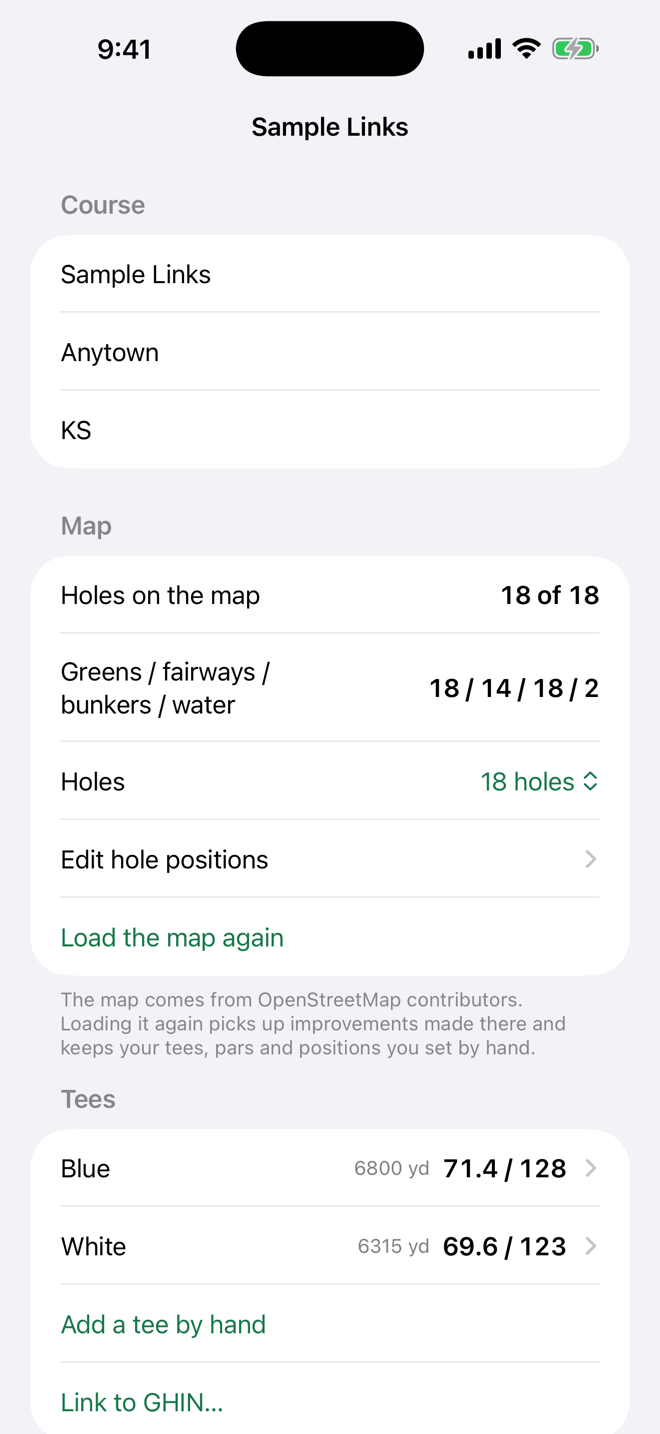 9:41
Sample Links
Course
Sample Links
Anytown
KS
Map
Holes on the map 18 of 18
Greens / fairways /
bunkers / water 18 / 14 / 18 / 2
Holes 18 holes
Edit hole positions
Load the map again
The map comes from OpenStreetMap contributors.
Loading it again picks up improvements made there and
keeps your tees, pars and positions you set by hand.
Tees
Blue 6800 yd 71.4 / 128
White 6315 yd 69.6 / 123
Add a tee by hand
Link to GHIN...